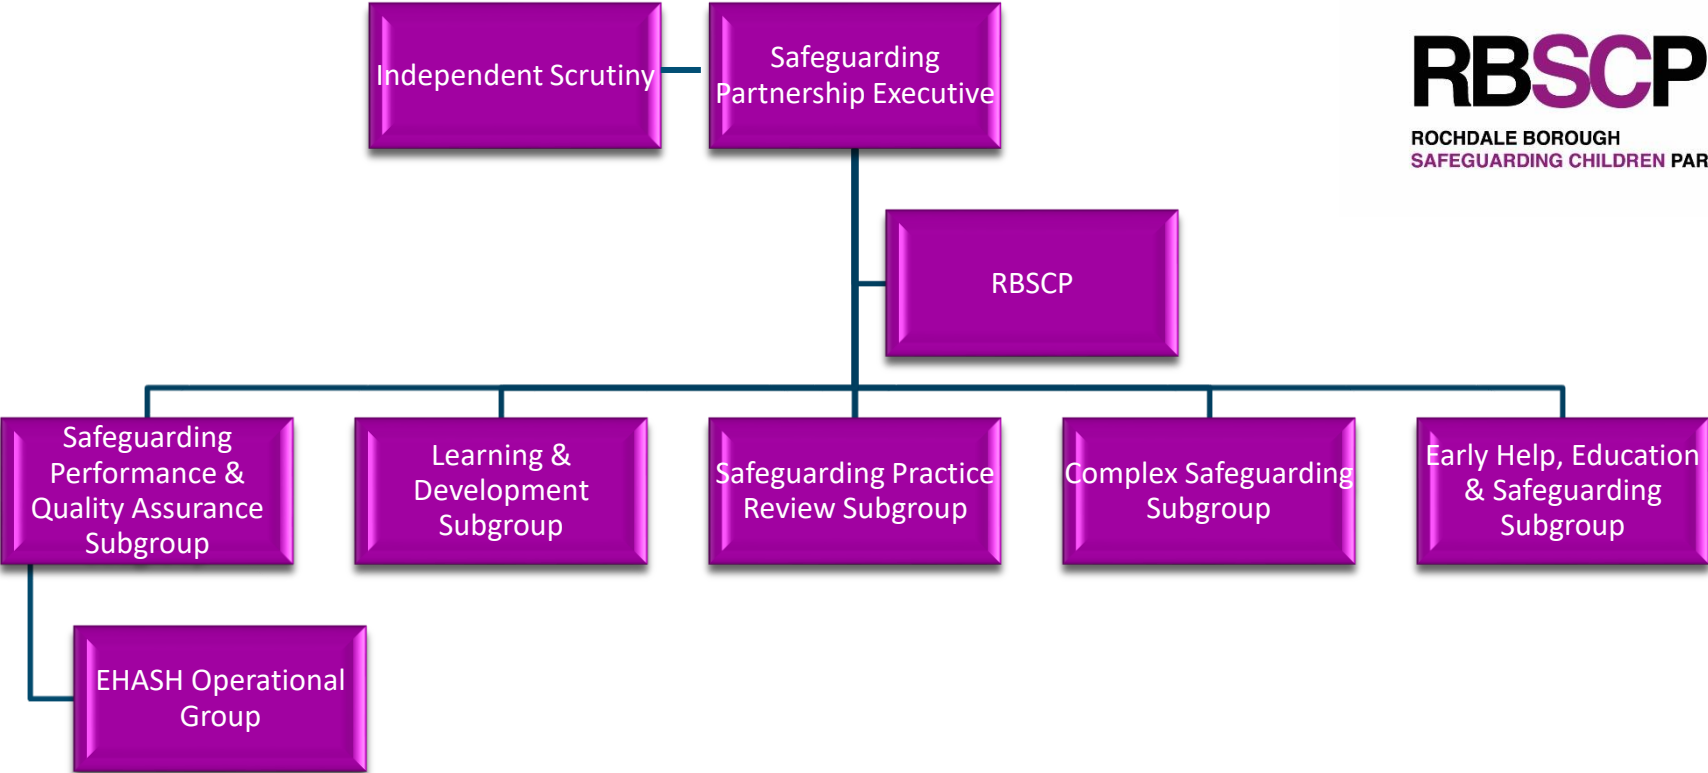 Independent Scrutiny
Safeguarding
Partnership Executive
RBSCP
ROCHDALE BOROUGH
SAFEGUARDING CHILDREN PAR
RBSCP
Safeguarding
Performance &
Quality Assurance
Subgroup
Learning &
Development
Subgroup
Safeguarding Practice
Review Subgroup
Complex Safeguarding
Subgroup
Early Help, Education
& Safeguarding
Subgroup
EHASH Operational
Group